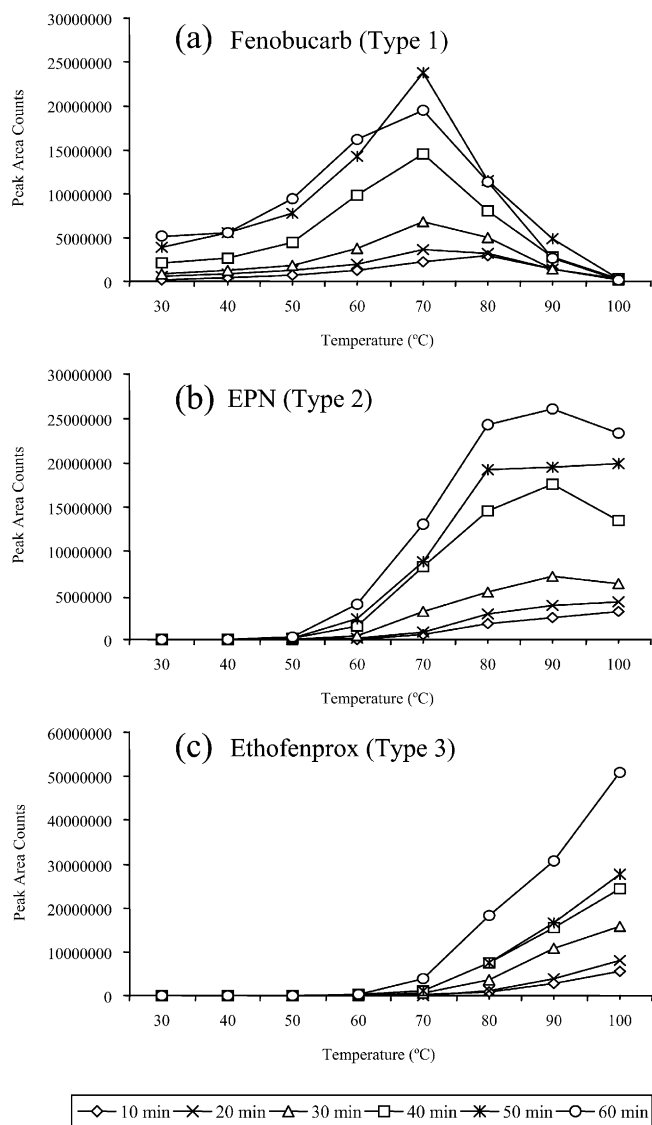 (a) Fenobucarb (Type 1)
Peak Area Counts
30000000
25000000
20000000
15000000
10000000
5000000
0
30 40 50 60 70 80 90 100
Temperature (ºC)
(b) EPN (Type 2)
Peak Area Counts
30000000
25000000
20000000
15000000
10000000
5000000
0
30 40 50 60 70 80 90 100
Temperature (ºC)
(c) Ethofenprox (Type 3)
Peak Area Counts
60000000
50000000
40000000
30000000
20000000
10000000
0
30 40 50 60 70 80 90 100
Temperature (ºC)
10 min 20 min 30 min 40 min 50 min 60 min